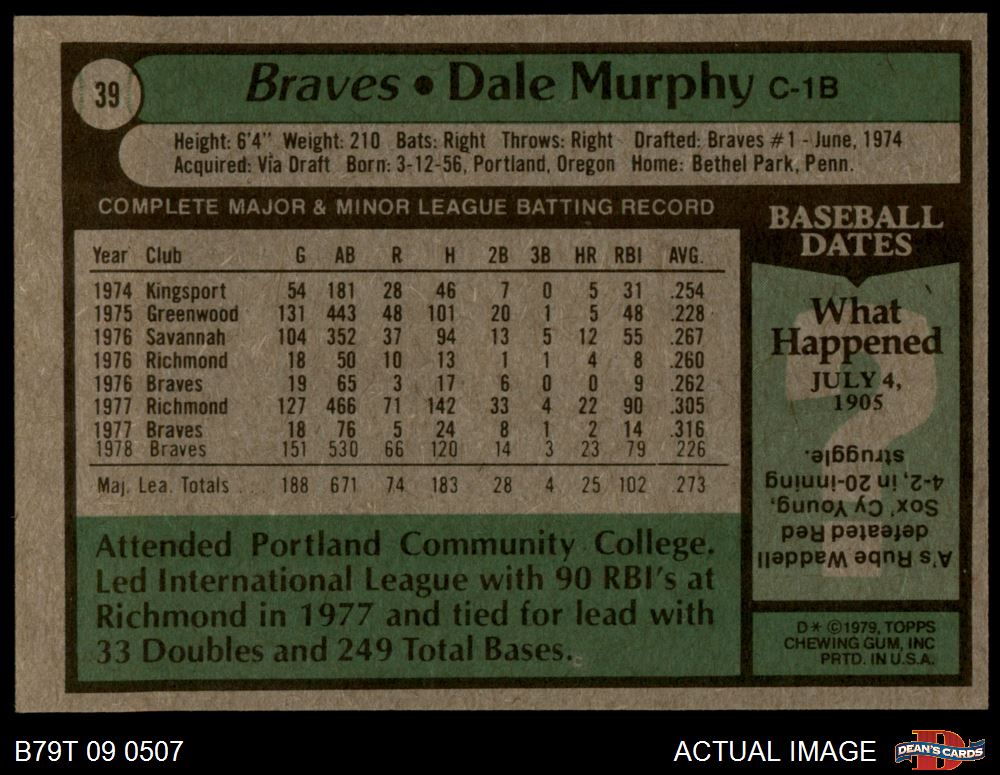 39
Braves • Dale Murphy C-1B
Height: 6'4" Weight: 210 Bats: Right Throws: Right Drafted: Braves #1 - June, 1974
Acquired: Via Draft Born: 3-12-56, Portland, Oregon Home: Bethel Park, Penn.
COMPLETE MAJOR & MINOR LEAGUE BATTING RECORD
Year Club G AB R H 2B 3B HR RBI AVG.
1974 Kingsport 54 181 28 46 7 0 5 31 .254
1975 Greenwood 131 443 48 101 20 1 5 48 .228
1976 Savannah 104 352 37 94 13 5 12 55 .267
1976 Richmond 18 50 10 13 1 1 4 8 .260
1976 Braves 19 65 3 17 6 0 0 9 .262
1977 Richmond 127 466 71 142 33 4 22 90 .305
1977 Braves 18 76 5 24 8 1 2 14 .316
1978 Braves 151 530 66 120 14 3 23 79 .226
Maj. Lea. Totals . . . 188 671 74 183 28 4 25 102 .273
Attended Portland Community College.
Led International League with 90 RBI's at
Richmond in 1977 and tied for lead with
33 Doubles and 249 Total Bases.
BASEBALL
DATES
What
Happened
JULY 4,
1905
A's Rube Waddell
defeated Red
Sox' Cy Young,
4-2, in 20-inning
struggle.
D* ©1979, TOPPS
CHEWING GUM, INC
PRTD. IN U.S.A.
B79T 09 0507
ACTUAL IMAGE
D
DEAN'S CARDS